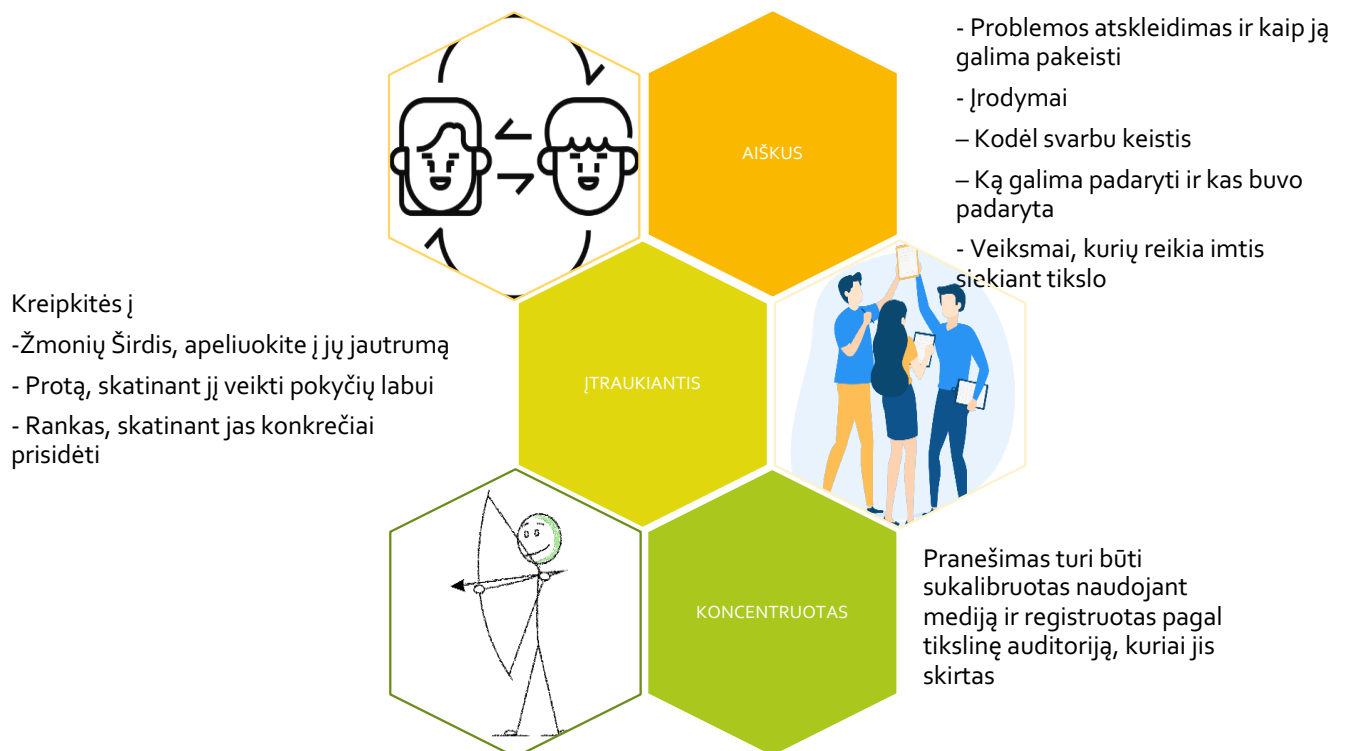 AIŠKUS
- Problemos atskleidimas ir kaip ją
galima pakeisti
- Įrodymai
– Kodėl svarbu keistis
– Ką galima padaryti ir kas buvo
padaryta
- Veiksmai, kurių reikia imtis
siekiant tikslo
Kreipkitės į
-Žmonių Širdis, apeliuokite į jų jautrumą
- Protą, skatinant jį veikti pokyčių labui
- Rankas, skatinant jas konkrečiai
prisidėti
ĮTRAUKIANTIS
KONCENTRUOTAS
Pranešimas turi būti
sukalibruotas naudojant
mediją ir registruotas pagal
tikslinę auditoriją, kuriai jis
skirtas